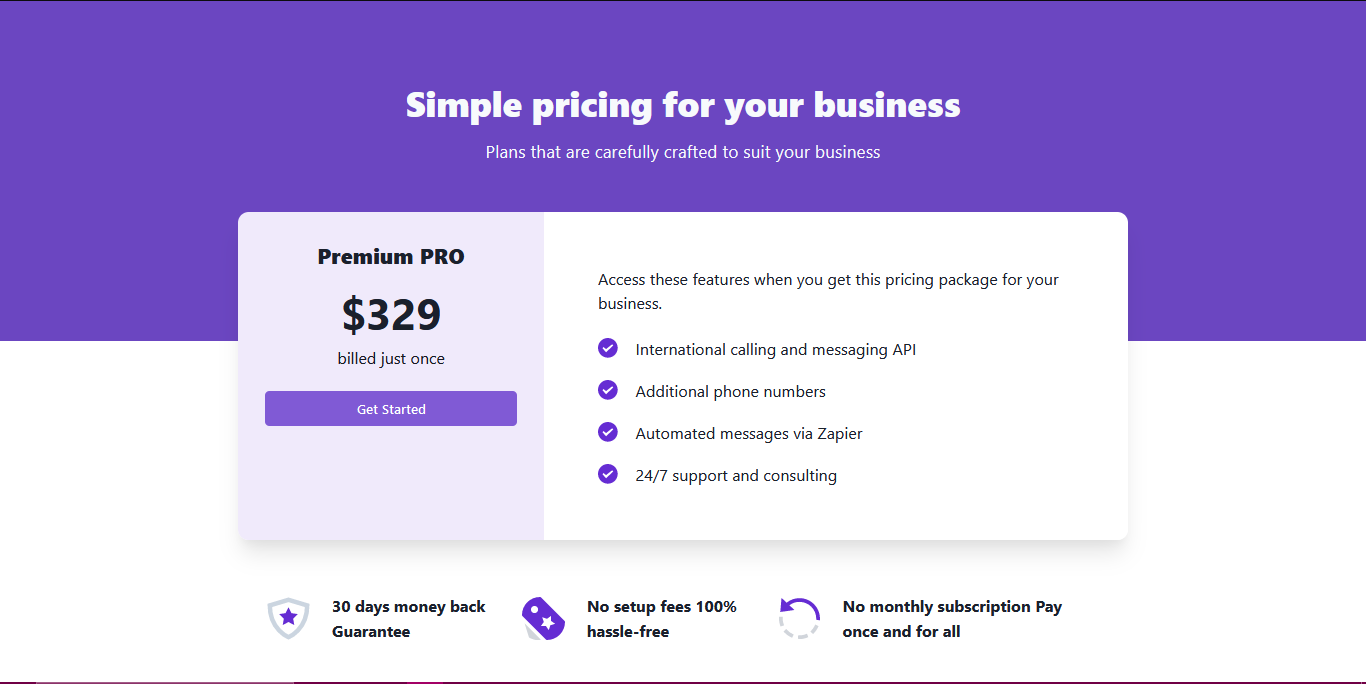 Simple pricing for your business
Plans that are carefully crafted to suit your business
Premium PRO
$329
billed just once
Get Started
Access these features when you get this pricing package for your
business.
International calling and messaging API
Additional phone numbers
Automated messages via Zapier
24/7 support and consulting
30 days money back
Guarantee
No setup fees 100%
hassle-free
No monthly subscription Pay
once and for all